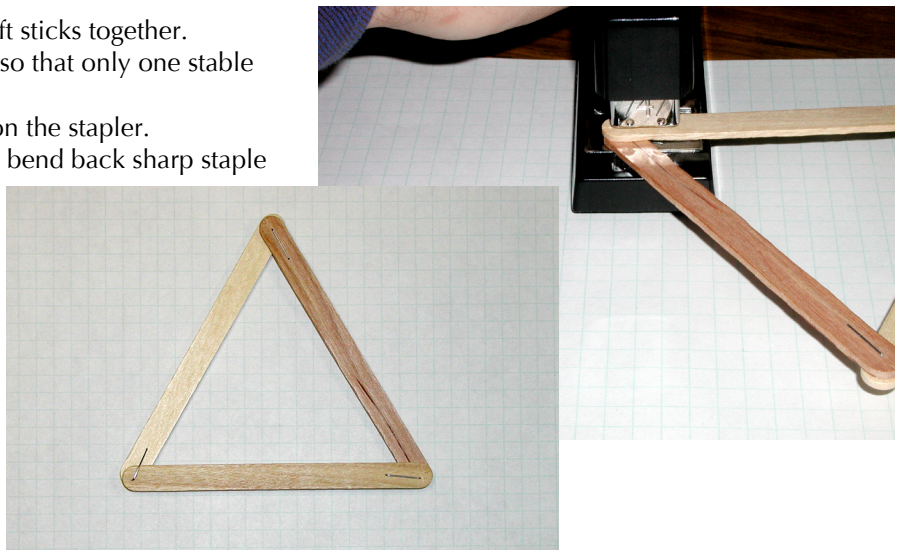 ft sticks together.
so that only one stable
on the stapler.
bend back sharp staple